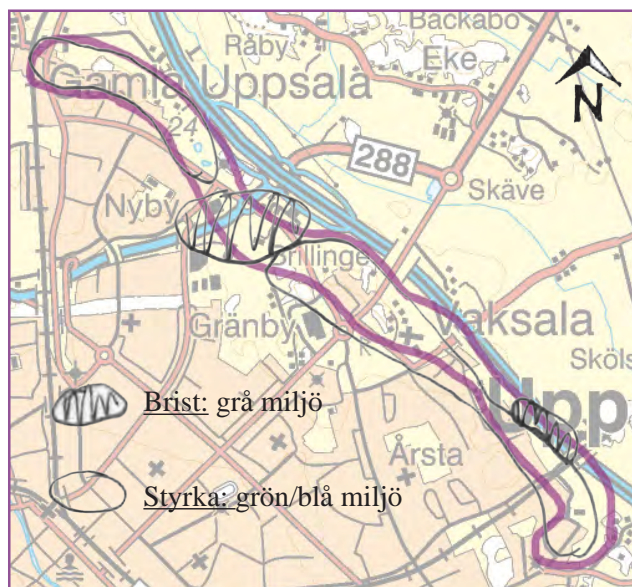 Backabo
Råby
Eke
Gamla Uppsala
N
24
288
Nyby
Skäve
Brillinge
Gränby
Vaksala
Sköls
Upp
Brist: grå miljö
Årsta
Styrka: grön/blå miljö